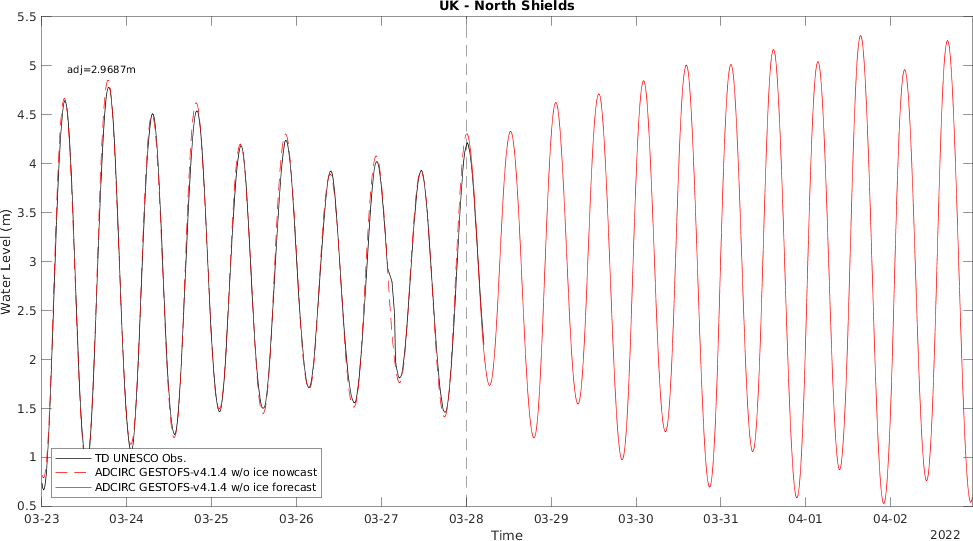 UK - North Shields
5.5
5
4.5
4
3.5
3
2.5
2
1.5
1
0.5
Water Level (m)
adj=2.9687m
TD UNESCO Obs.
ADCIRC GESTOFS-v4.1.4 w/o ice nowcast
ADCIRC GESTOFS-v4.1.4 w/o ice forecast
03-23 03-24 03-25 03-26 03-27 03-28 03-29 03-30 03-31 04-01 04-02
Time
2022